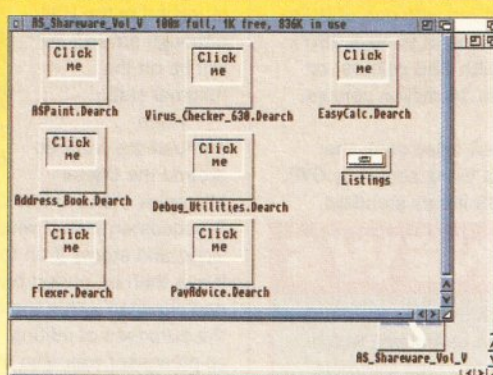 AS_Shareware_Vol_V 100% full, 1K free, 836K in use
Click
me
Click
me
Click
me
ASPaint.Dearch
Virus_Checker_630.Dearch
EasyCalc.Dearch
Click
me
Click
me
Address_Book.Dearch
Debug_Utilities.Dearch
Listings
Click
me
Click
me
Flexer.Dearch
PayAdvice.Dearch
AS_Shareware_Vol_V